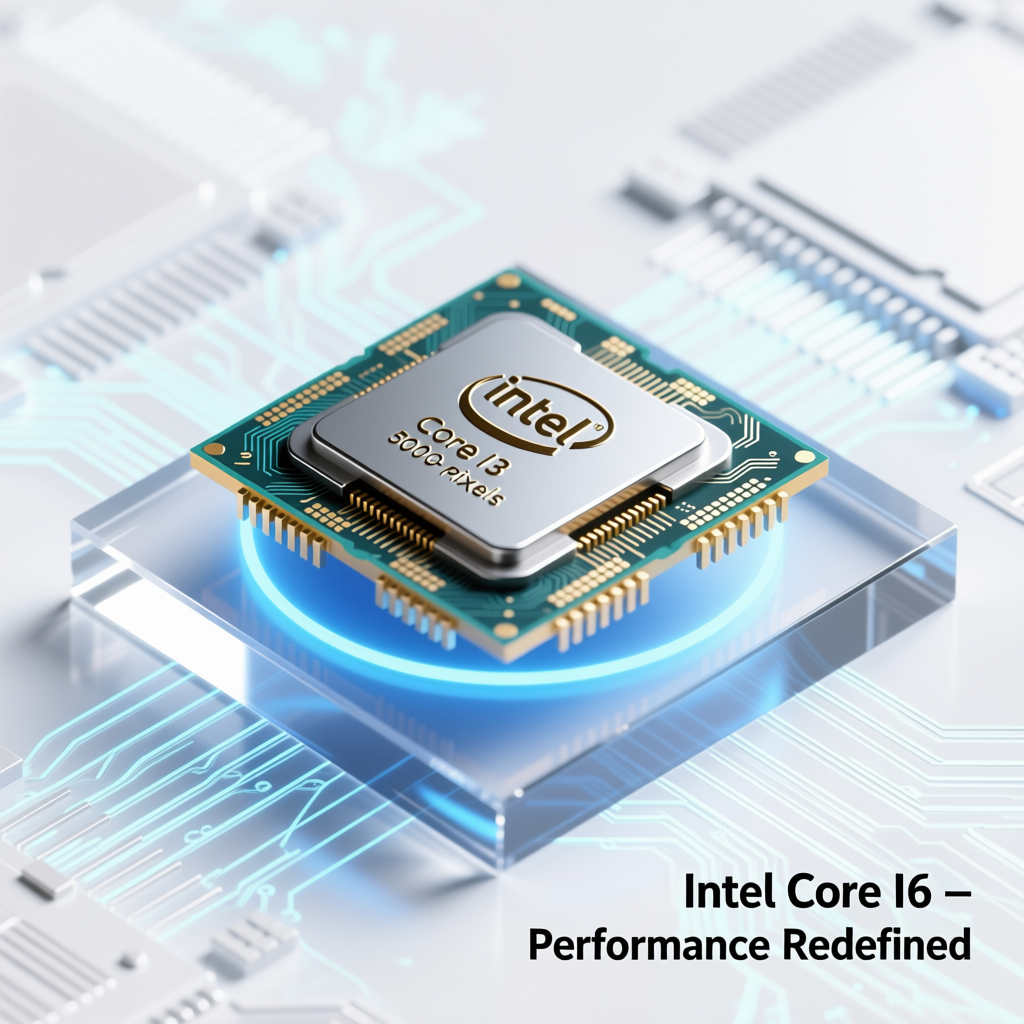 intel
Core I3
5000-Pixels
Intel Core I6 –
Performance Redefined